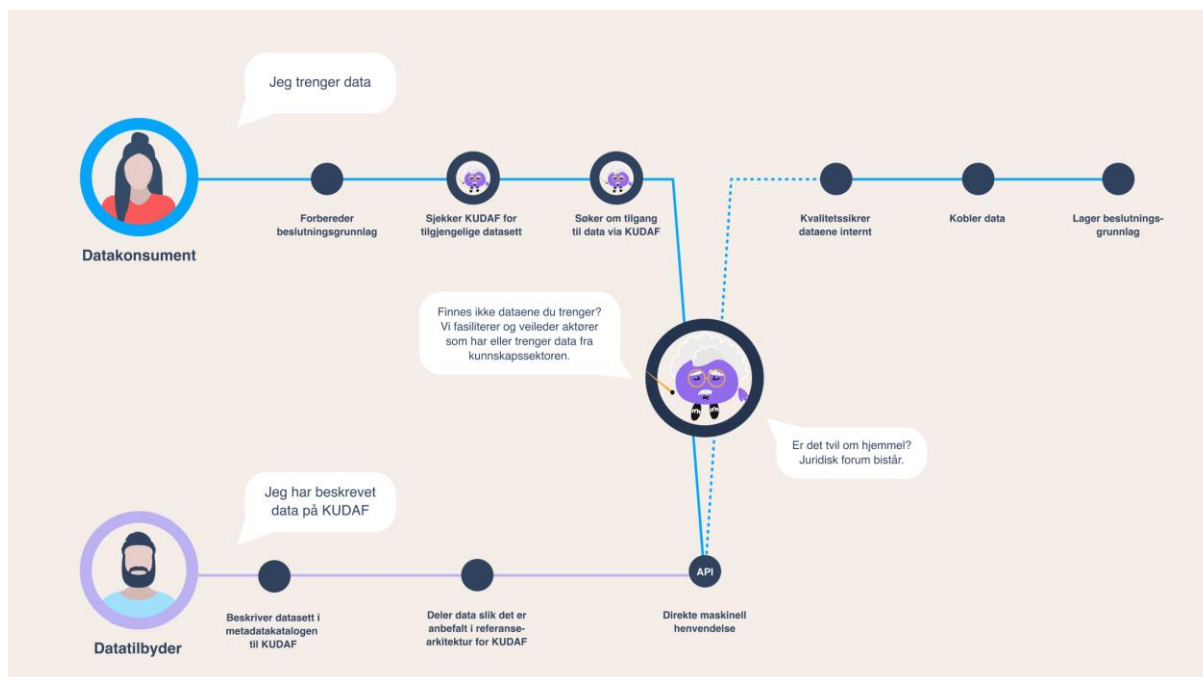 Jeg trenger data
Forbereder
beslutningsgrunnlag
Sjekker KUDAF for
tilgjengelige datasett
Søker om tilgang
til data via KUDAF
Kvalitetssikrer
dataene internt
Kobler data
Lager beslutnings-
grunnlag
Datakonsument
Finnes ikke dataene du trenger?
Vi fasiliterer og veileder aktører
som har eller trenger data fra
kunnskapssektoren.
Er det tvil om hjemmel?
Juridisk forum bistår.
Jeg har beskrevet
data på KUDAF
API
Beskriver datasett i
metadatakatalogen
til KUDAF
Deler data slik det er
anbefalt i referanse-
arkitektur for KUDAF
Direkte maskinell
henvendelse
Datatilbyder